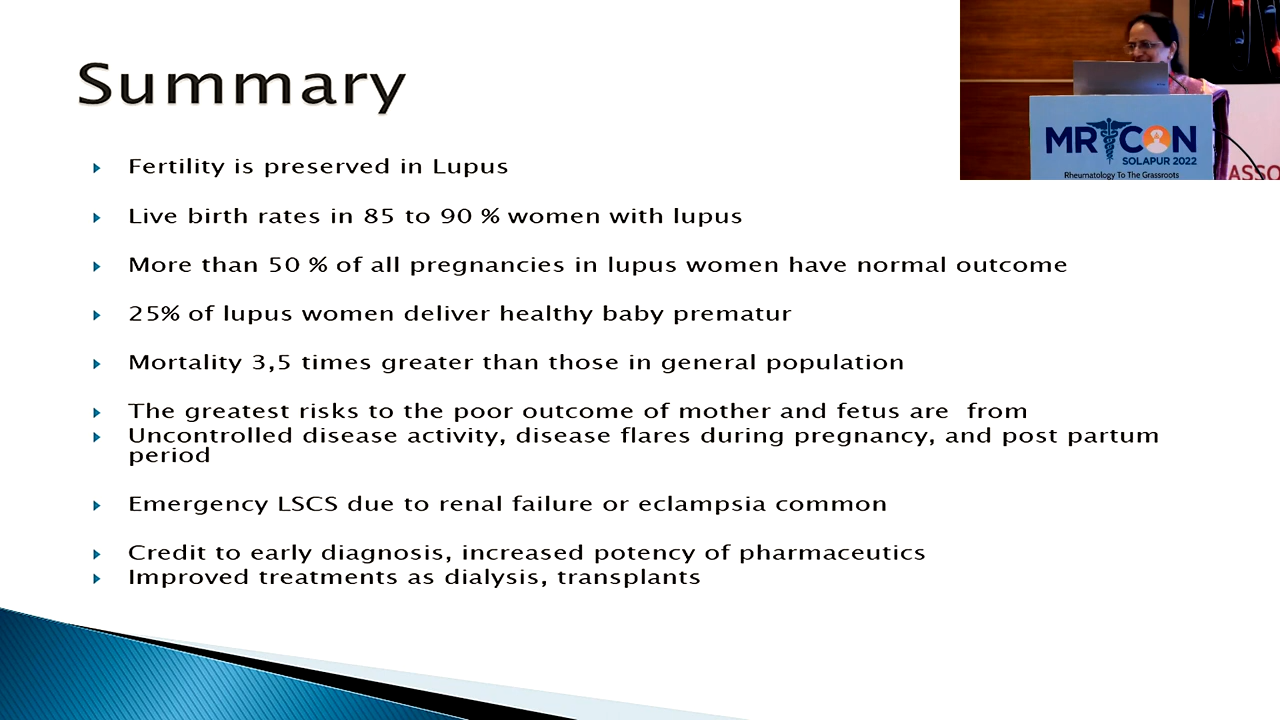 Summary
Fertility is preserved in Lupus
Live birth rates in 85 to 90 % women with lupus
More than 50 % of all pregnancies in lupus women have normal outcome
25% of lupus women deliver healthy baby prematur
Mortality 3,5 times greater than those in general population
The greatest risks to the poor outcome of mother and fetus are  from
Uncontrolled disease activity, disease flares during pregnancy, and post partum
period
Emergency LSCS due to renal failure or eclampsia common
Credit to early diagnosis, increased potency of pharmaceutics
Improved treatments as dialysis, transplants
MR CON
SOLAPUR 2022
Rheumatology To The Grassroots
ASSO